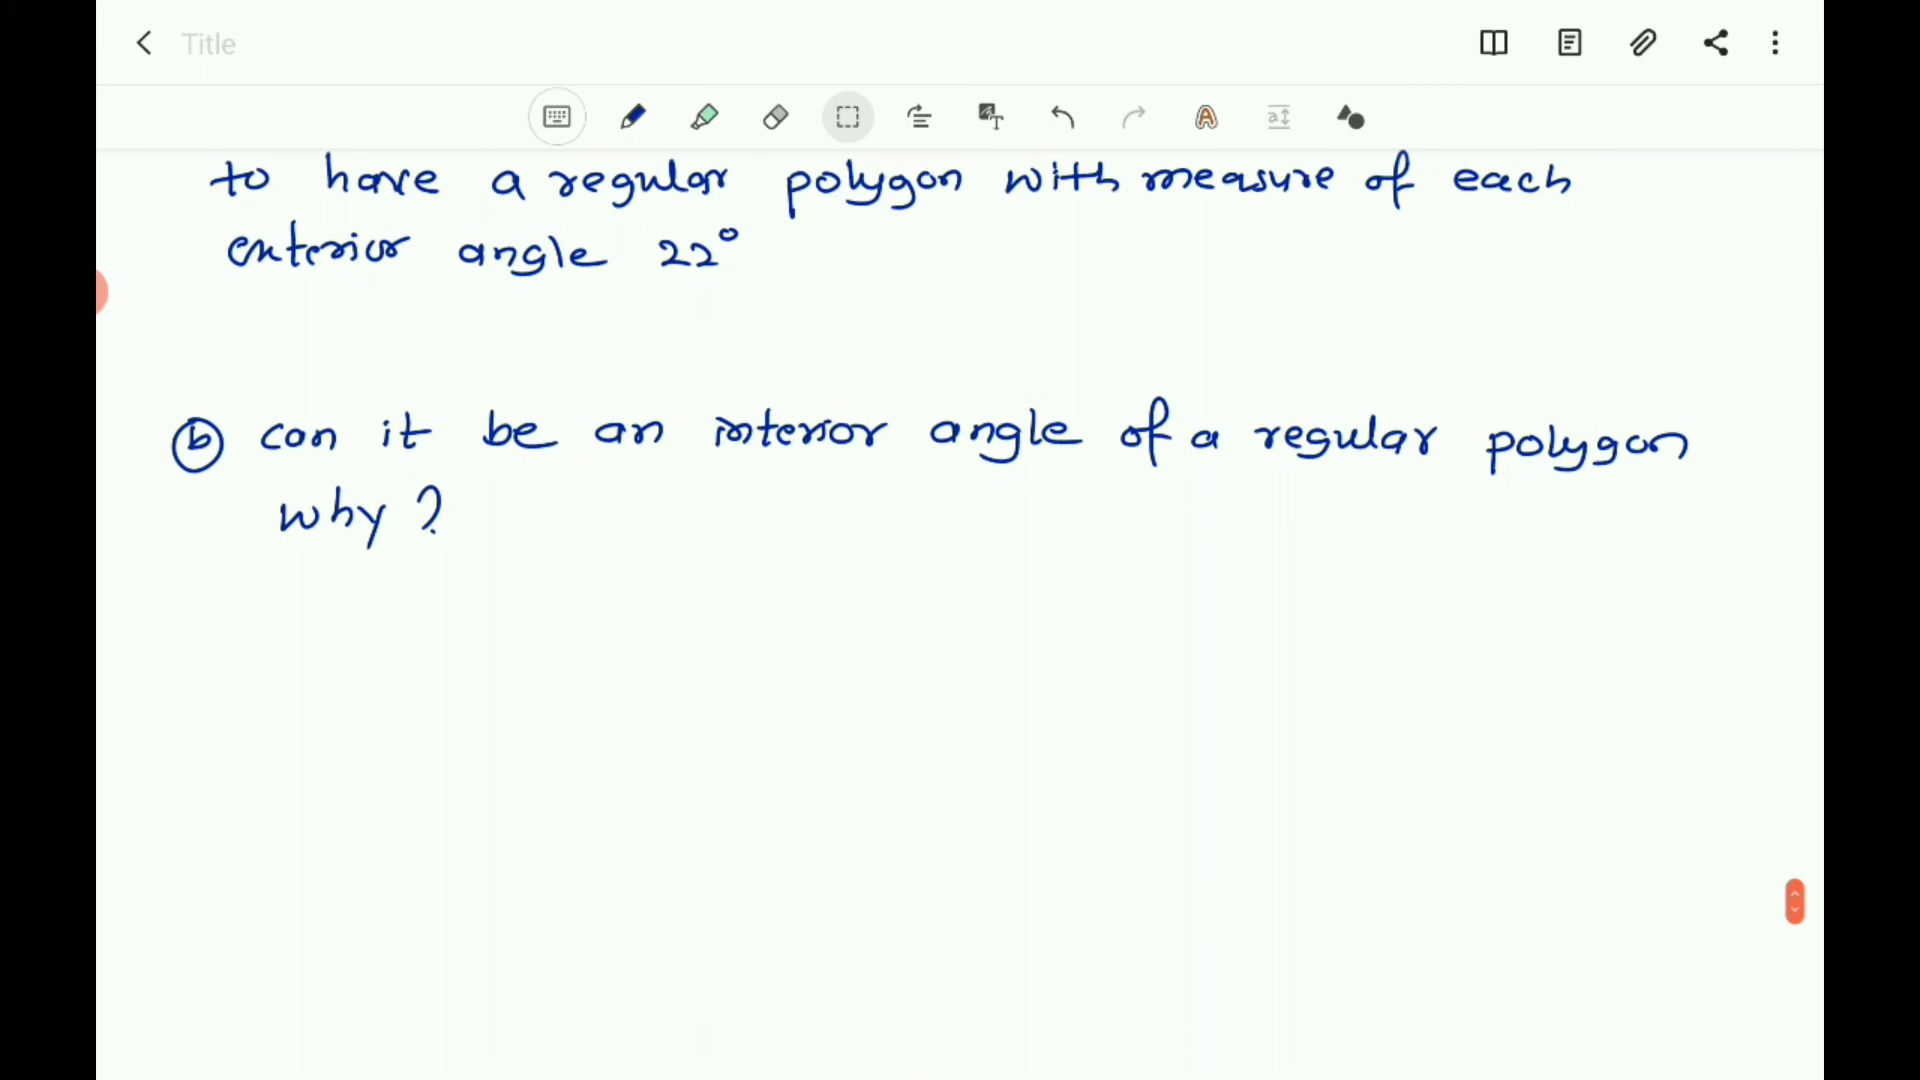 Title
to have a regular polygon with measure of each
exterior angle 22°
b can it be an interior angle of a regular polygon
why ?